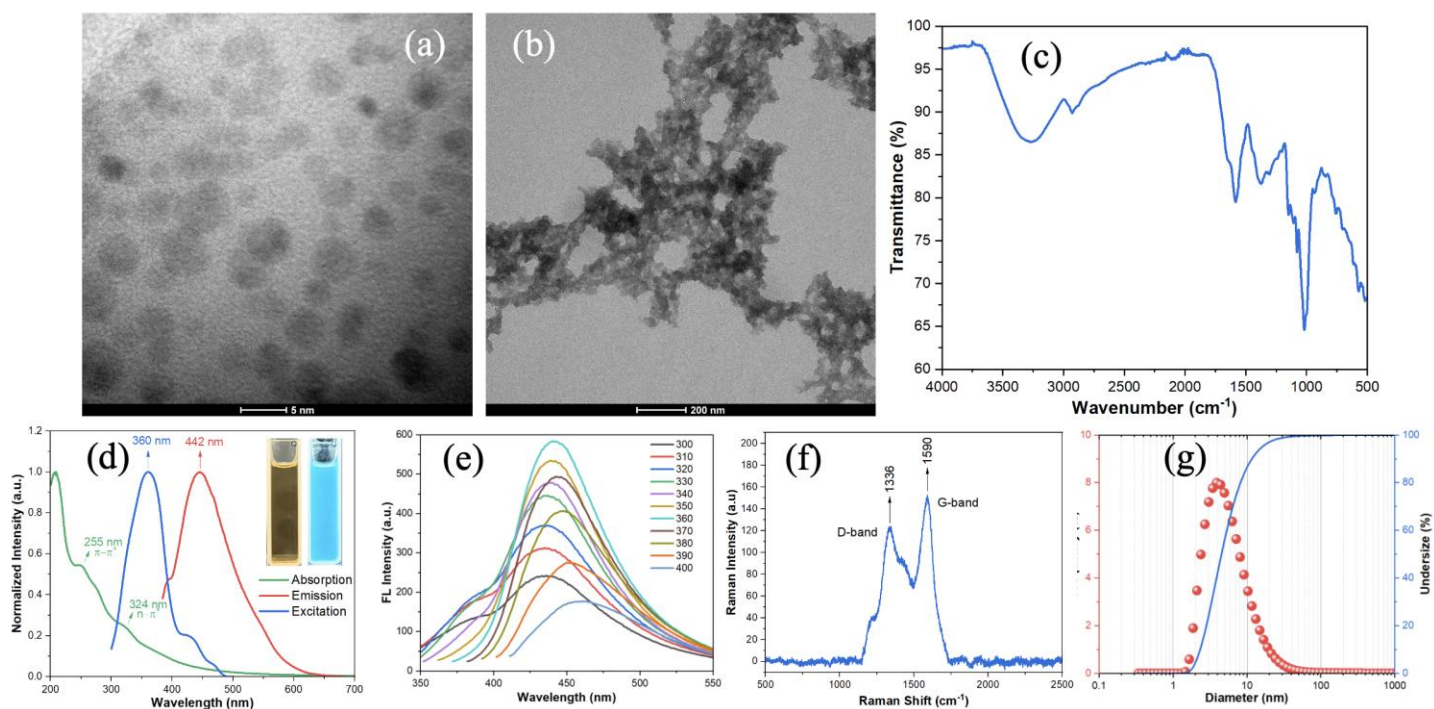 (a)
5 nm
(b)
200 nm
(c)
Transmittance (%)
100
95
90
85
80
75
70
65
60
4000
3500
3000
2500
2000
1500
1000
500
Wavenumber (cm-1)
(d)
Normalized Intensity (a.u.)
1.2
1.0
0.8
0.6
0.4
0.2
0.0
360 nm
442 nm
255 nm
π-π*
324 nm
n-π*
Absorption
Emission
Excitation
200
300
400
500
600
700
Wavelength (nm)
(e)
FL Intensity (a.u.)
600
500
400
300
200
100
0
300
310
320
330
340
350
360
370
380
390
400
350
400
450
500
550
Wavelength (nm)
(f)
Raman Intensity (a.u)
200
180
160
140
120
100
80
60
40
20
0
1336
1590
D-band
G-band
500
1000
1500
2000
2500
Raman Shift (cm-1)
(g)
10
8
6
4
2
0
100
80
60
40
20
0
Undersize (%)
0.1
1
10
100
1000
Diameter (nm)